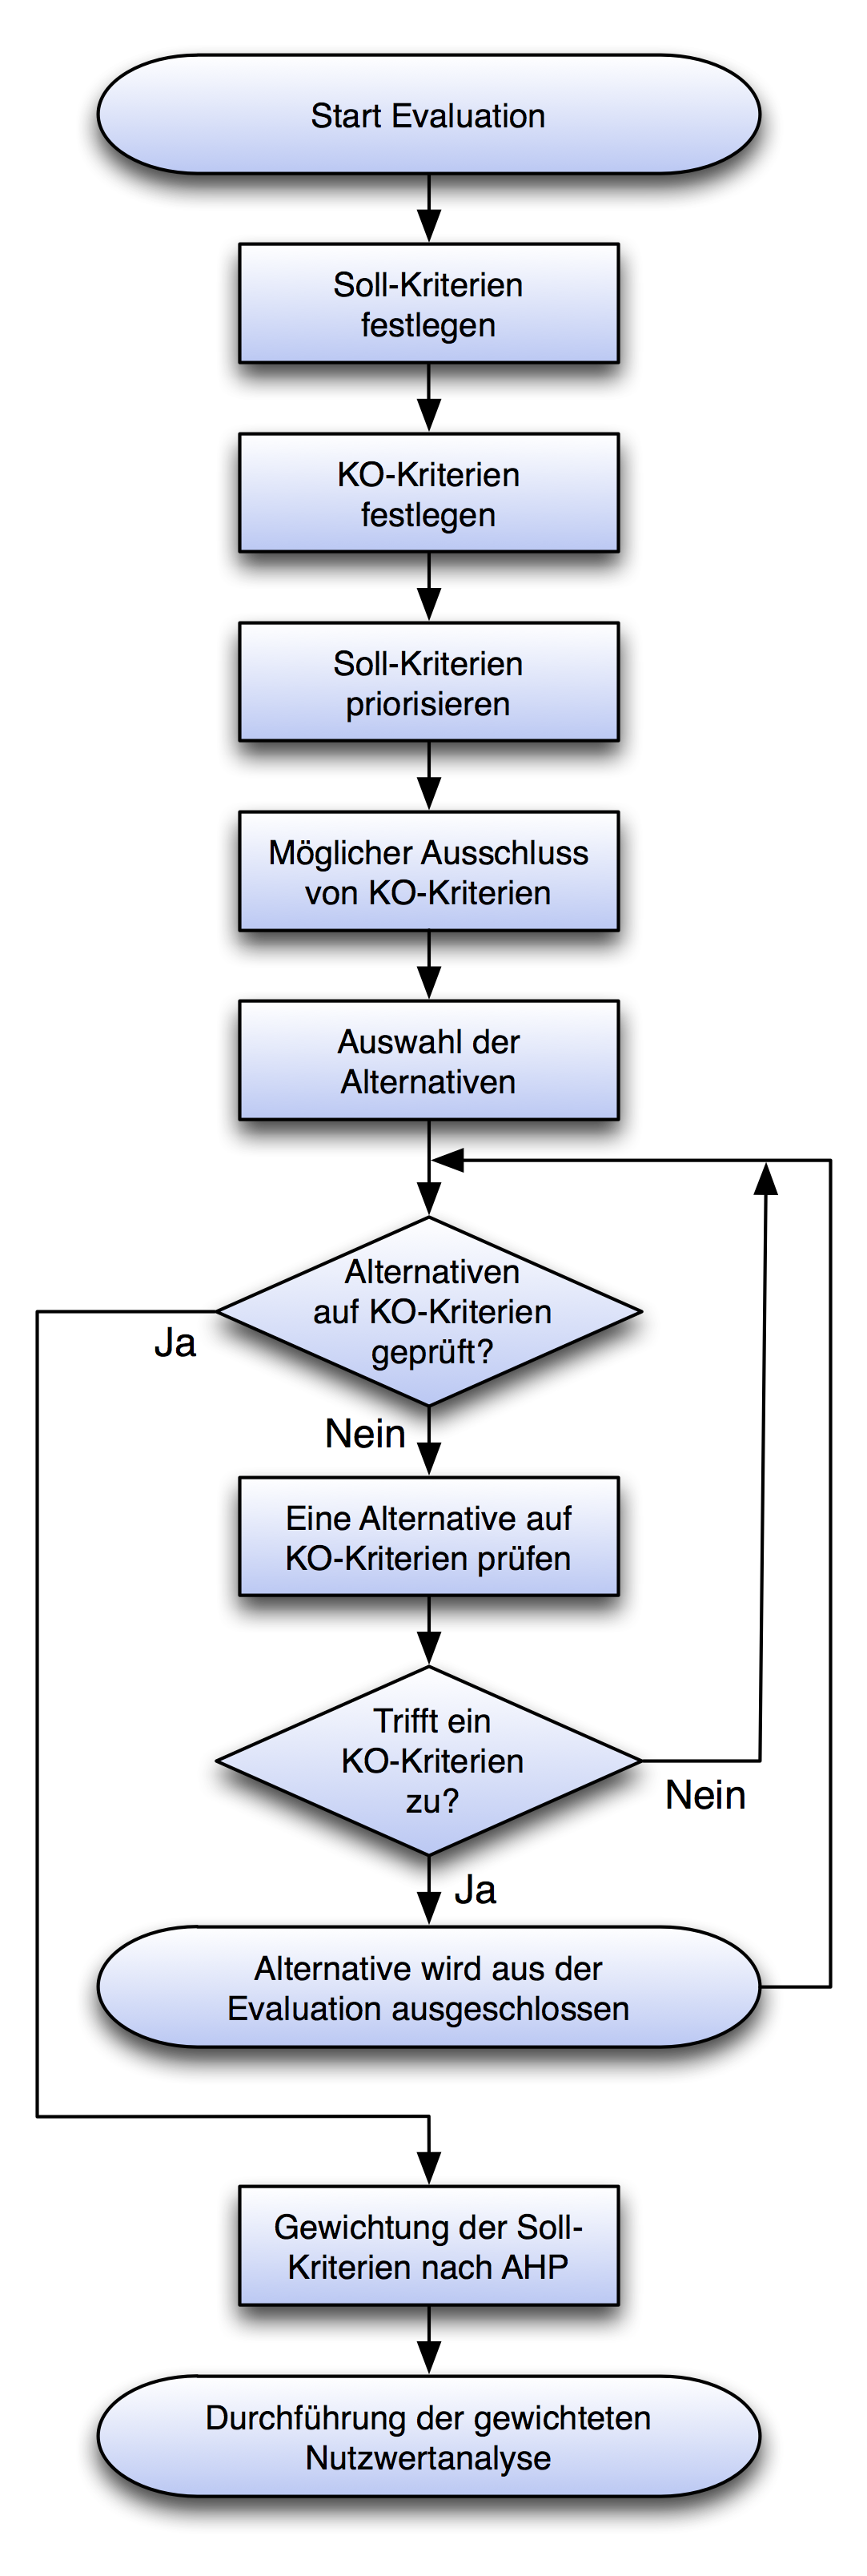 Start Evaluation
Soll-Kriterien
festlegen
KO-Kriterien
festlegen
Soll-Kriterien
priorisieren
Möglicher Ausschluss
von KO-Kriterien
Auswahl der
Alternativen
Alternativen
auf KO-Kriterien
geprüft?
Ja
Nein
Eine Alternative auf
KO-Kriterien prüfen
Trifft ein
KO-Kriterien
zu?
Nein
Ja
Alternative wird aus der
Evaluation ausgeschlossen
Gewichtung der Soll-
Kriterien nach AHP
Durchführung der gewichteten
Nutzwertanalyse